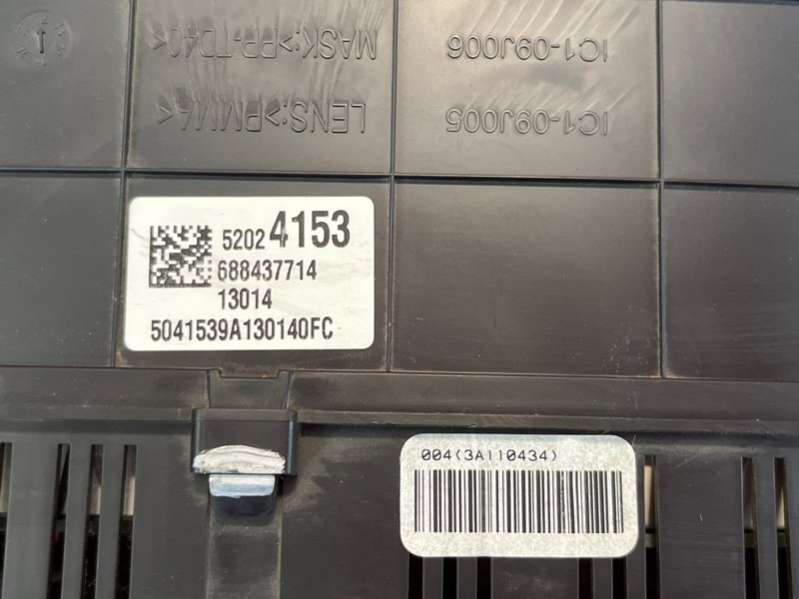 MASK:>PP-TD40< IC1-09J006
LENS:>PMMA< IC1-09J005
5202 4153
688437714
13014
5041539A130140FC
004(3A110434)